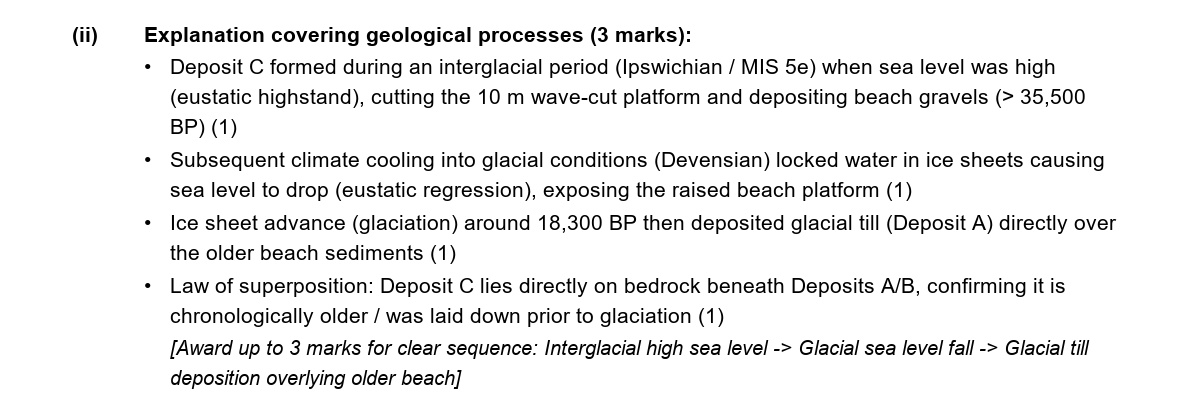 (ii) Explanation covering geological processes (3 marks):
• Deposit C formed during an interglacial period (Ipswichian / MIS 5e) when sea level was high
(eustatic highstand), cutting the 10 m wave-cut platform and depositing beach gravels (> 35,500
BP) (1)
• Subsequent climate cooling into glacial conditions (Devensian) locked water in ice sheets causing
sea level to drop (eustatic regression), exposing the raised beach platform (1)
• Ice sheet advance (glaciation) around 18,300 BP then deposited glacial till (Deposit A) directly over
the older beach sediments (1)
• Law of superposition: Deposit C lies directly on bedrock beneath Deposits A/B, confirming it is
chronologically older / was laid down prior to glaciation (1)
[Award up to 3 marks for clear sequence: Interglacial high sea level -> Glacial sea level fall -> Glacial till
deposition overlying older beach]